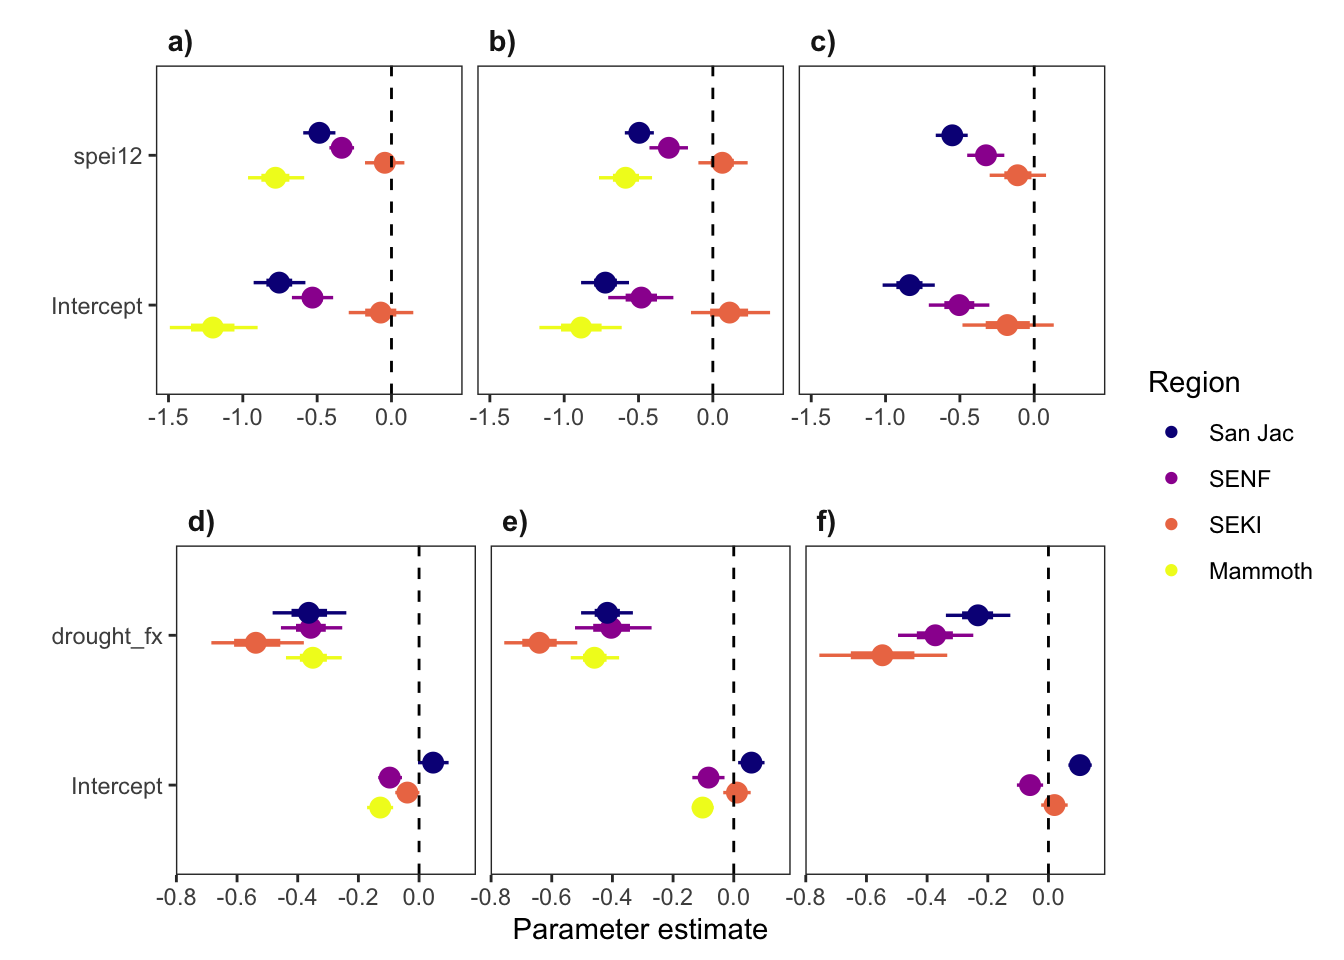 a)
b)
c)
spei12
Intercept
-1.5 -1.0 -0.5 0.0
-1.5 -1.0 -0.5 0.0
-1.5 -1.0 -0.5 0.0
Region
San Jac
SENF
SEKI
Mammoth
d)
e)
f)
drought_fx
Intercept
-0.8 -0.6 -0.4 -0.2 0.0
-0.8 -0.6 -0.4 -0.2 0.0
-0.8 -0.6 -0.4 -0.2 0.0
Parameter estimate